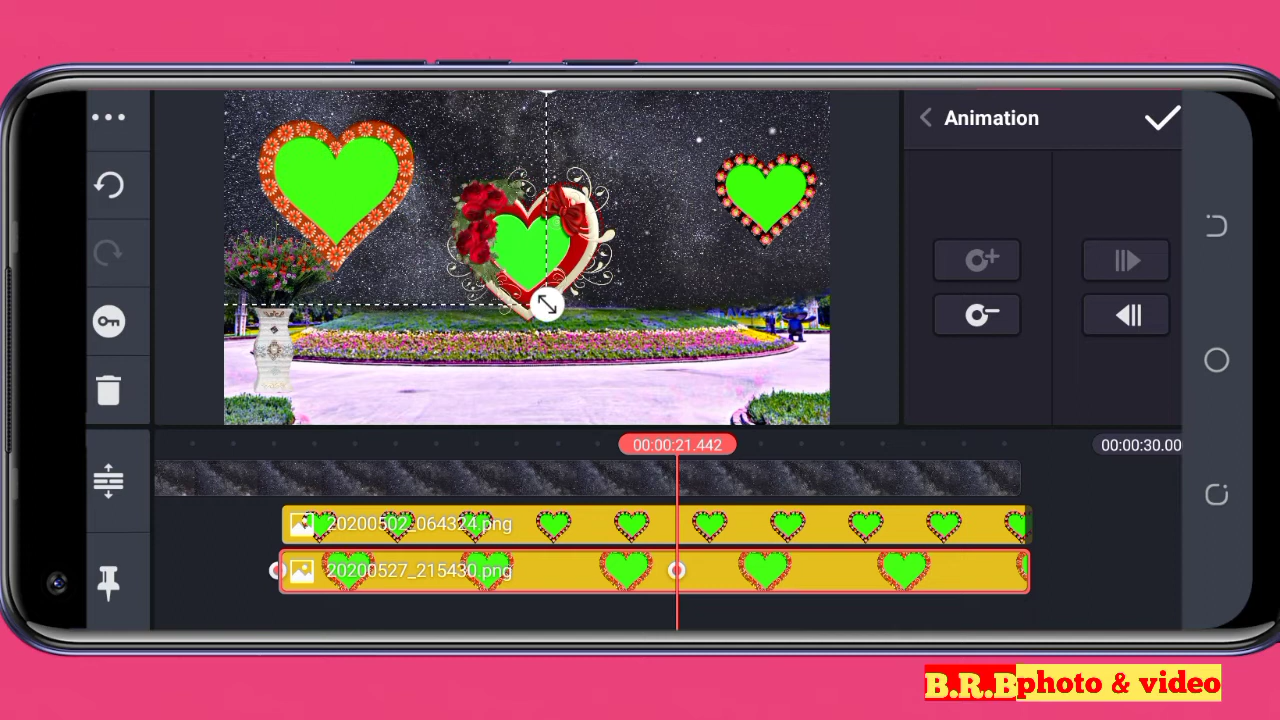 Animation
00:00:21.442
00:00:30.00
20200502_064324.png
20200527_215430.png
B.R.B photo & video